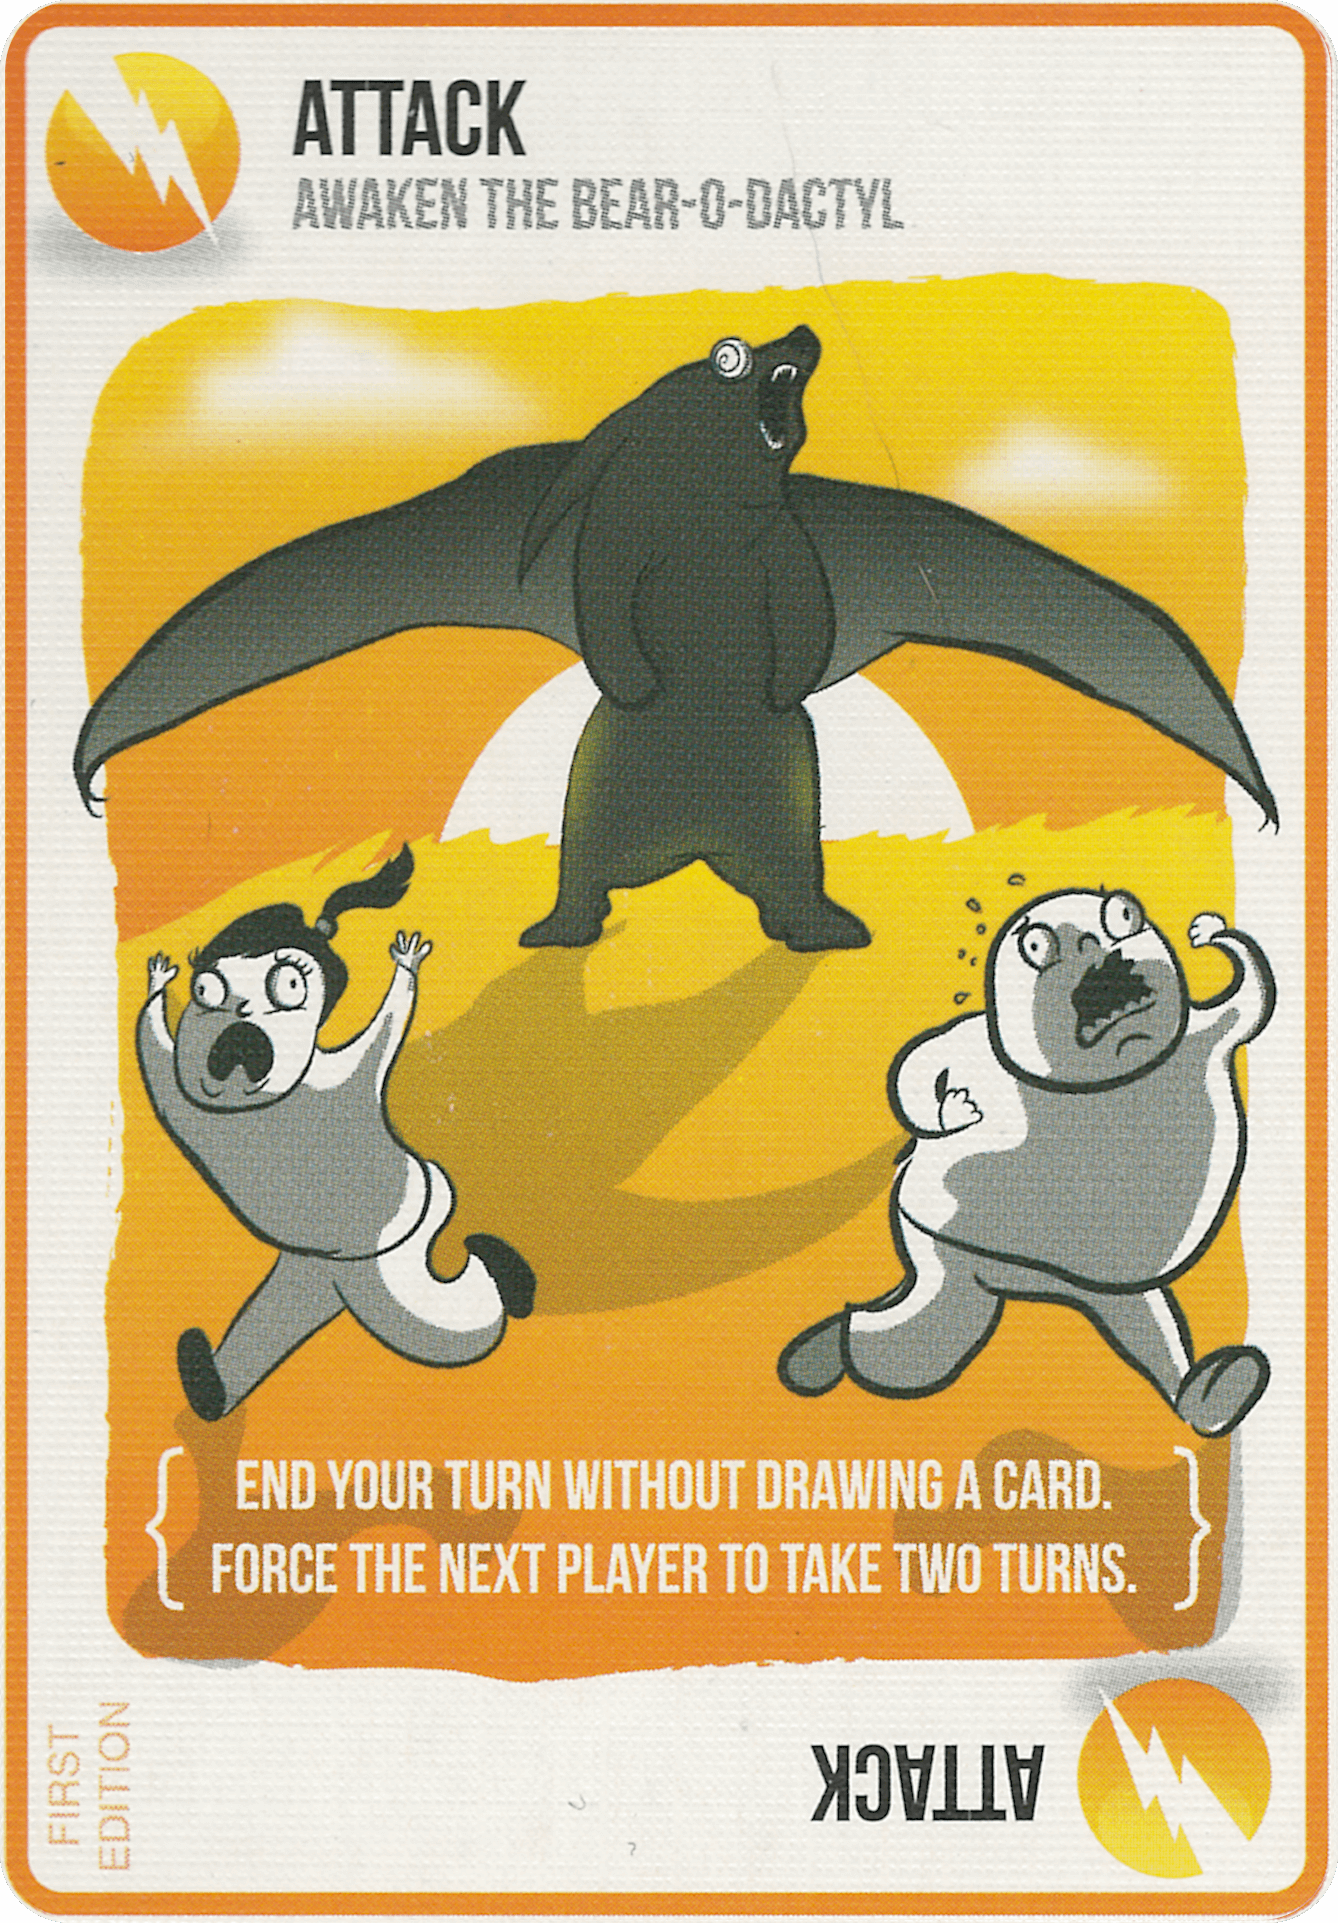 ATTACK
AWAKEN THE BEAR-O-DACTYL
END YOUR TURN WITHOUT DRAWING A CARD.
FORCE THE NEXT PLAYER TO TAKE TWO TURNS.
FIRST
EDITION
ATTACK